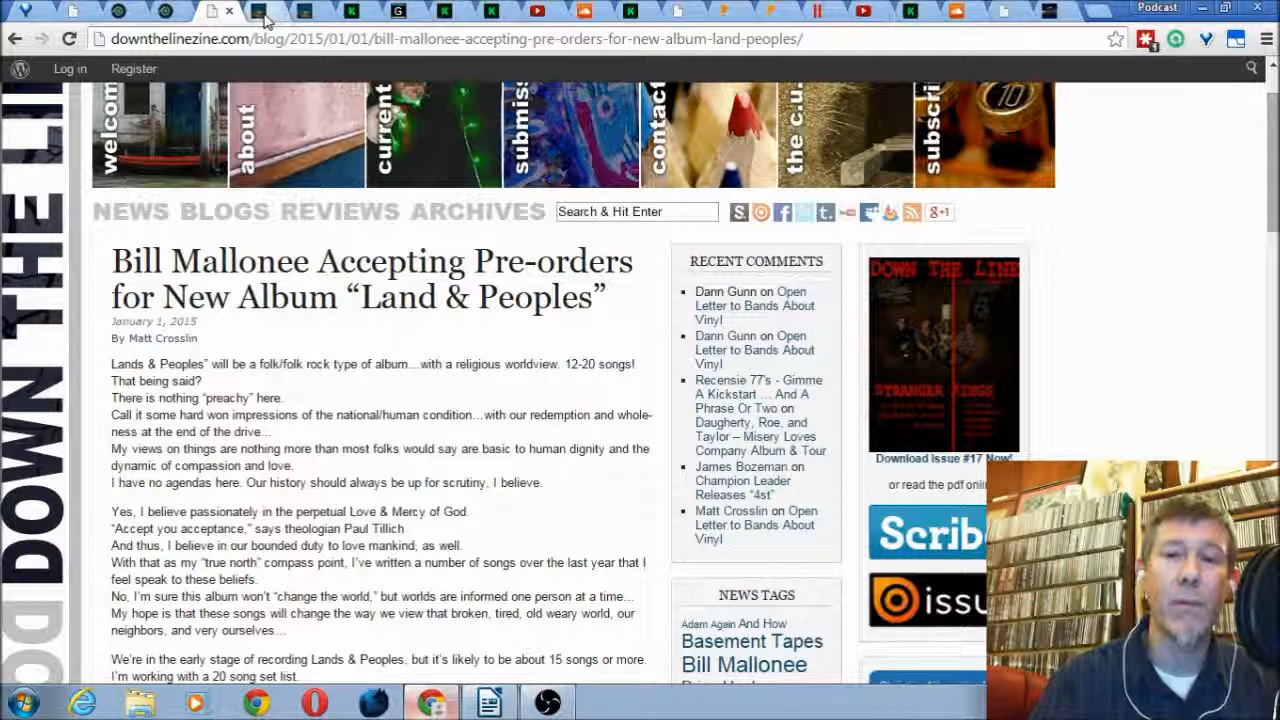 Podcast
downthelinezine.com/blog/2015/01/01/bill-mallonee-accepting-pre-orders-for-new-album-land-peoples/
Log in Register
welcom
about
current
submiss
contac
the c.u.
subscri
NEWS BLOGS REVIEWS ARCHIVES
Search & Hit Enter
Bill Mallonee Accepting Pre-orders
for New Album “Land & Peoples”
January 1, 2015
By Matt Crosslin
Lands & Peoples” will be a folk/folk rock type of album…with a religious worldview. 12-20 songs!
That being said?
There is nothing “preachy” here.
Call it some hard won impressions of the national/human condition…with our redemption and whole-
ness at the end of the drive…
My views on things are nothing more than most folks would say are basic to human dignity and the
dynamic of compassion and love.
I have no agendas here. Our history should always be up for scrutiny, I believe.
Yes, I believe passionately in the perpetual Love & Mercy of God.
“Accept you acceptance,” says theologian Paul Tillich
And thus, I believe in our bounded duty to love mankind, as well.
With that as my “true north” compass point, I’ve written a number of songs over the last year that I
feel speak to these beliefs.
No, I’m sure this album won’t “change the world,” but worlds are informed one person at a time…
My hope is that these songs will change the way we view that broken, tired, old weary world, our
neighbors, and very ourselves…
We’re in the early stage of recording Lands & Peoples, but it’s likely to be about 15 songs or more.
I’m working with a 20 song set list.
RECENT COMMENTS
Dann Gunn on Open
Letter to Bands About
Vinyl
Dann Gunn on Open
Letter to Bands About
Vinyl
Recensie 77's - Gimme
A Kickstart ... And A
Phrase Or Two on
Daugherty, Roe, and
Taylor – Misery Loves
Company Album & Tour
James Bozeman on
Champion Leader
Releases “4st”
Matt Crosslin on Open
Letter to Bands About
Vinyl
NEWS TAGS
Adam Again And How
Basement Tapes
Bill Mallonee
DOWN THE LINE
STRANGER KINGS
Download Issue #17 Now!
or read the pdf onlin
Scrib
issu
DOWN THE LI